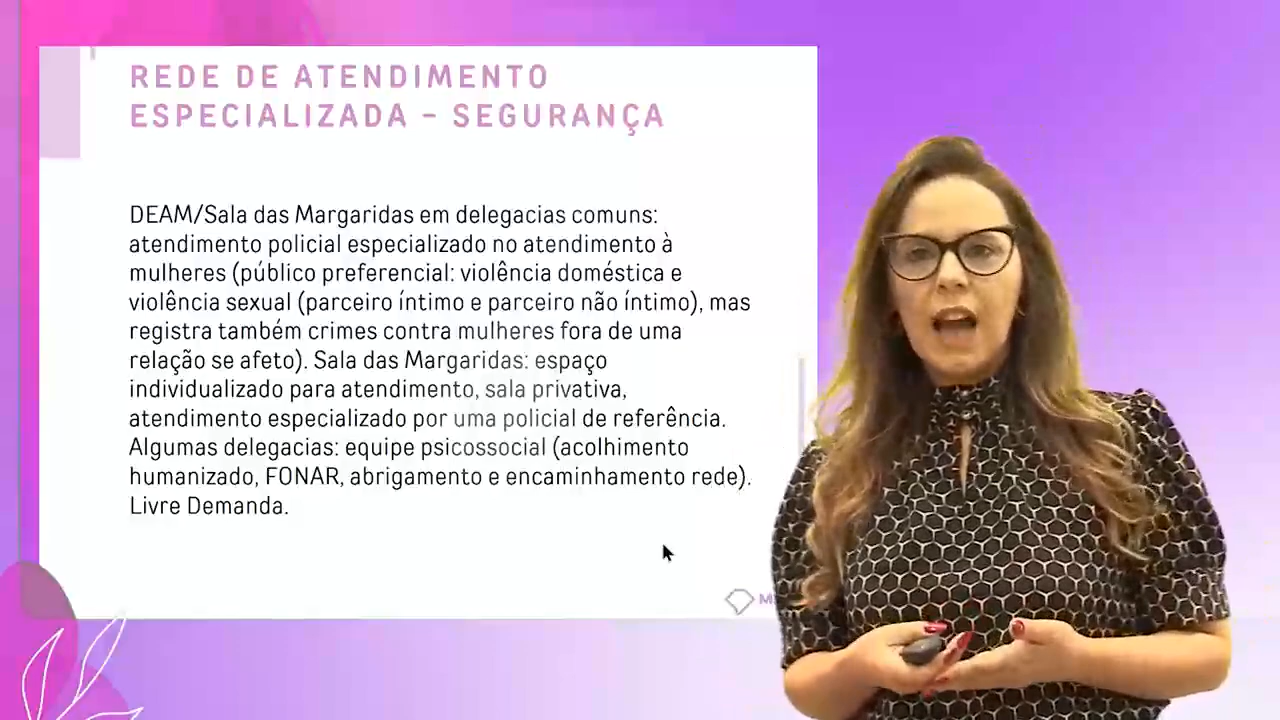 REDE DE ATENDIMENTO
ESPECIALIZADA – SEGURANÇA
DEAM/Sala das Margaridas em delegacias comuns:
atendimento policial especializado no atendimento à
mulheres (público preferencial: violência doméstica e
violência sexual (parceiro íntimo e parceiro não íntimo), mas
registra também crimes contra mulheres fora de uma
relação se afeto). Sala das Margaridas: espaço
individualizado para atendimento, sala privativa,
atendimento especializado por uma policial de referência.
Algumas delegacias: equipe psicossocial (acolhimento
humanizado, FONAR, abrigamento e encaminhamento rede).
Livre Demanda.